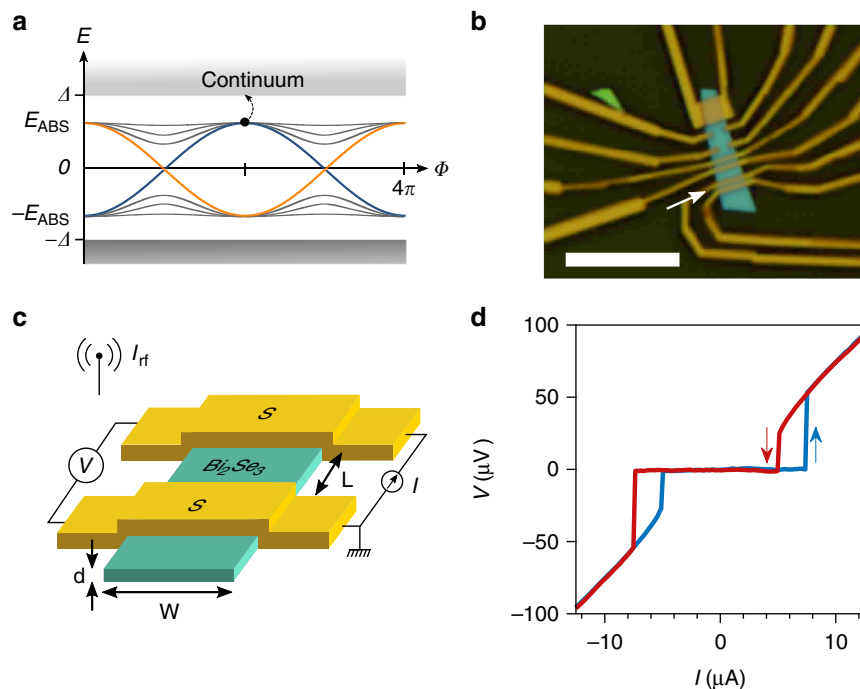 a
E
Δ
Continuum
E_ABS
0
Φ
4π
−E_ABS
−Δ
b
c
I_rf
S
Bi₂Se₃
V
L
I
S
d
W
d
100
50
0
−50
−100
V (μV)
−10
0
10
I (μA)